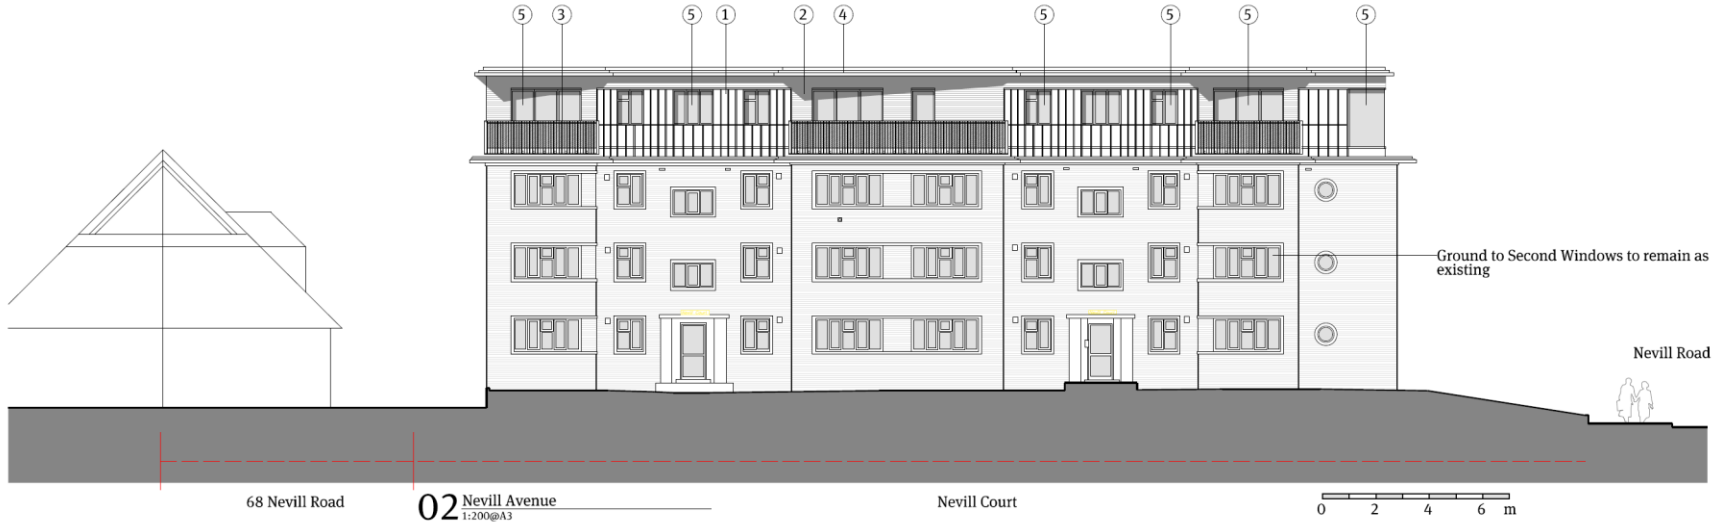 5 3 5 1 2 4 5 5 5 5
Ground to Second Windows to remain as
existing
Nevill Road
68 Nevill Road
02 Nevill Avenue
1:200@A3
Nevill Court
0 2 4 6 m